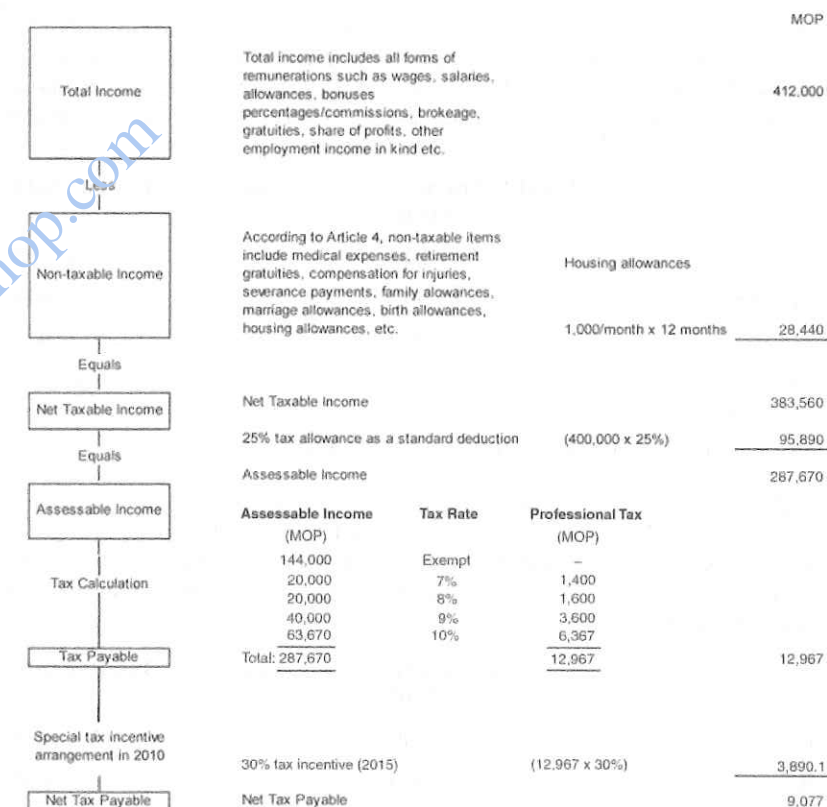 MOP
Total Income
Total income includes all forms of
remunerations such as wages, salaries,
allowances, bonuses
percentages/commissions, brokeage,
gratuities, share of profits, other
employment income in kind etc.
412,000
Less
Non-taxable Income
According to Article 4, non-taxable items
include medical expenses, retirement
gratuities, compensation for injuries,
severance payments, family alowances,
marriage allowances, birth allowances,
housing allowances, etc.
Housing allowances
1,000/month x 12 months 28,440
Equals
Net Taxable Income
Net Taxable Income 383,560
25% tax allowance as a standard deduction (400,000 x 25%) 95,890
Equals
Assessable Income 287,670
Assessable Income
Assessable Income Tax Rate Professional Tax
(MOP) (MOP)
144,000 Exempt –
Tax Calculation
20,000 7% 1,400
20,000 8% 1,600
40,000 9% 3,600
63,670 10% 6,367
Tax Payable
Total: 287,670 12,967 12,967
Special tax incentive
arrangement in 2010
30% tax incentive (2015) (12,967 x 30%) 3,890.1
Net Tax Payable
Net Tax Payable 9,077